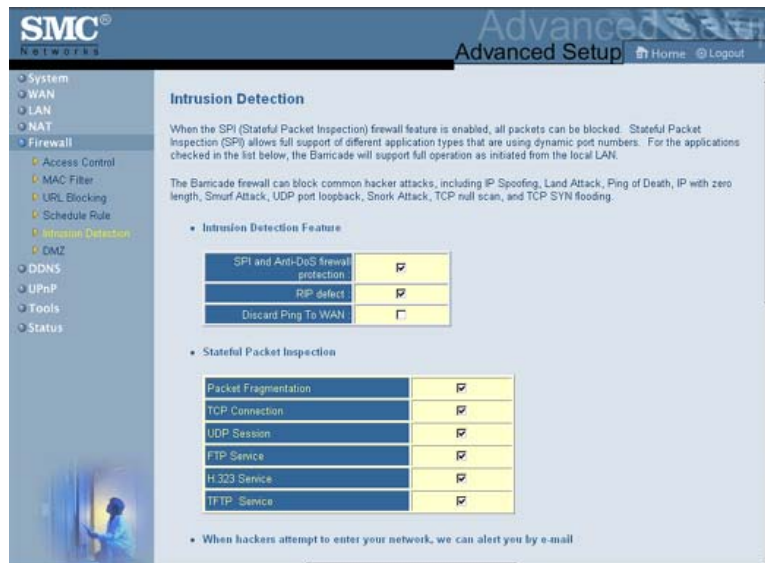 SMC®
Networks
Advanced Setup
Advanced Setup
Home
Logout
System
WAN
LAN
NAT
Firewall
Access Control
MAC Filter
URL Blocking
Schedule Rule
Intrusion Detection
DMZ
DDNS
UPnP
Tools
Status
Intrusion Detection
When the SPI (Stateful Packet Inspection) firewall feature is enabled, all packets can be blocked. Stateful Packet
Inspection (SPI) allows full support of different application types that are using dynamic port numbers. For the applications
checked in the list below, the Barricade will support full operation as initiated from the local LAN.
The Barricade firewall can block common hacker attacks, including IP Spoofing, Land Attack, Ping of Death, IP with zero
length, Smurf Attack, UDP port loopback, Snork Attack, TCP null scan, and TCP SYN flooding.
• Intrusion Detection Feature
SPI and Anti-DoS firewall
protection :
RIP defect :
Discard Ping To WAN :
• Stateful Packet Inspection
Packet Fragmentation
TCP Connection
UDP Session
FTP Service
H.323 Service
TFTP Service
• When hackers attempt to enter your network, we can alert you by e-mail